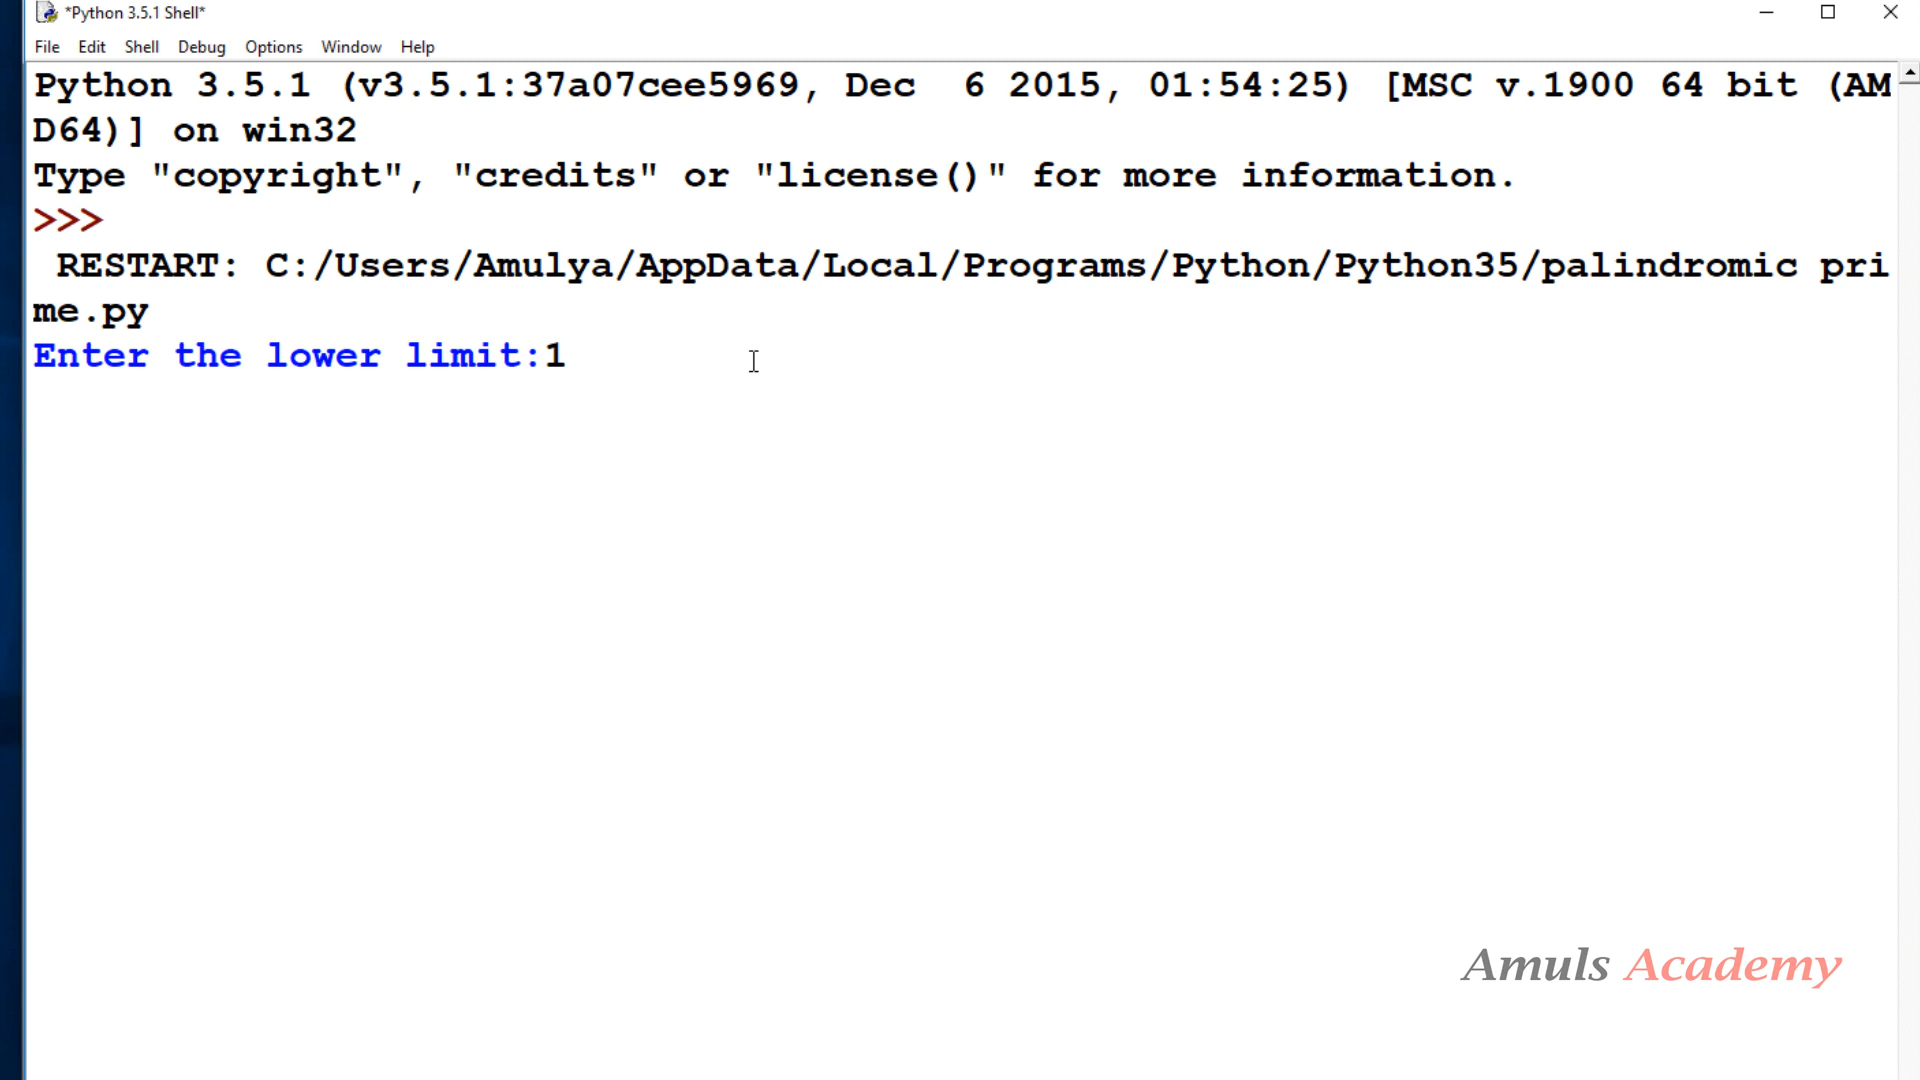 *Python 3.5.1 Shell*
File Edit Shell Debug Options Window Help
Python 3.5.1 (v3.5.1:37a07cee5969, Dec  6 2015, 01:54:25) [MSC v.1900 64 bit (AM
D64)] on win32
Type "copyright", "credits" or "license()" for more information.
>>>
 RESTART: C:/Users/Amulya/AppData/Local/Programs/Python/Python35/palindromic pri
me.py
Enter the lower limit:1
Amuls Academy